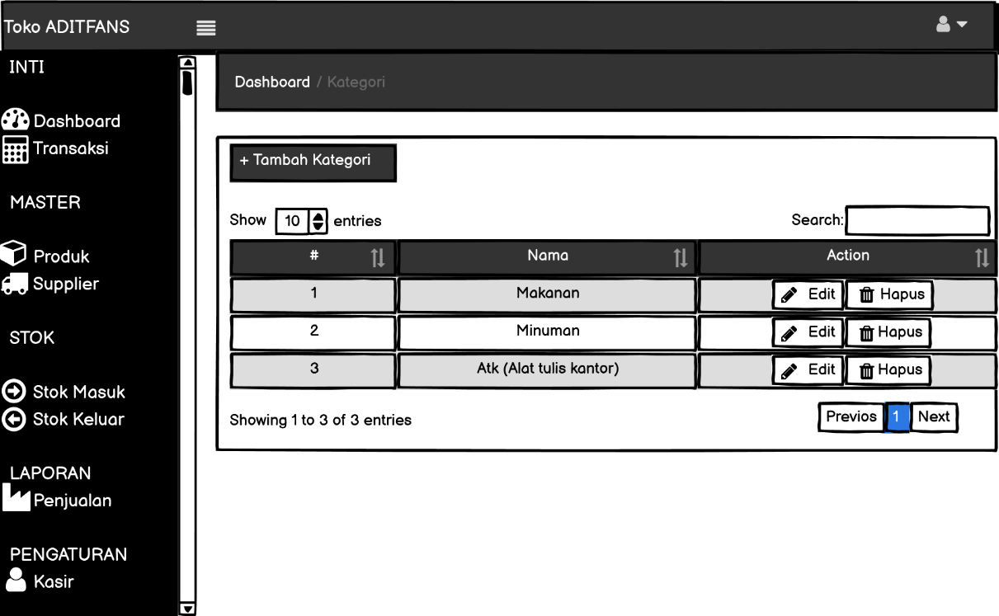 Toko ADITFANS
INTI
Dashboard
Transaksi
MASTER
Produk
Supplier
STOK
Stok Masuk
Stok Keluar
LAPORAN
Penjualan
PENGATURAN
Kasir
Dashboard / Kategori
+ Tambah Kategori
Show 10 entries
Search:
# Nama Action
1 Makanan Edit Hapus
2 Minuman Edit Hapus
3 Atk (Alat tulis kantor) Edit Hapus
Showing 1 to 3 of 3 entries
Previos 1 Next